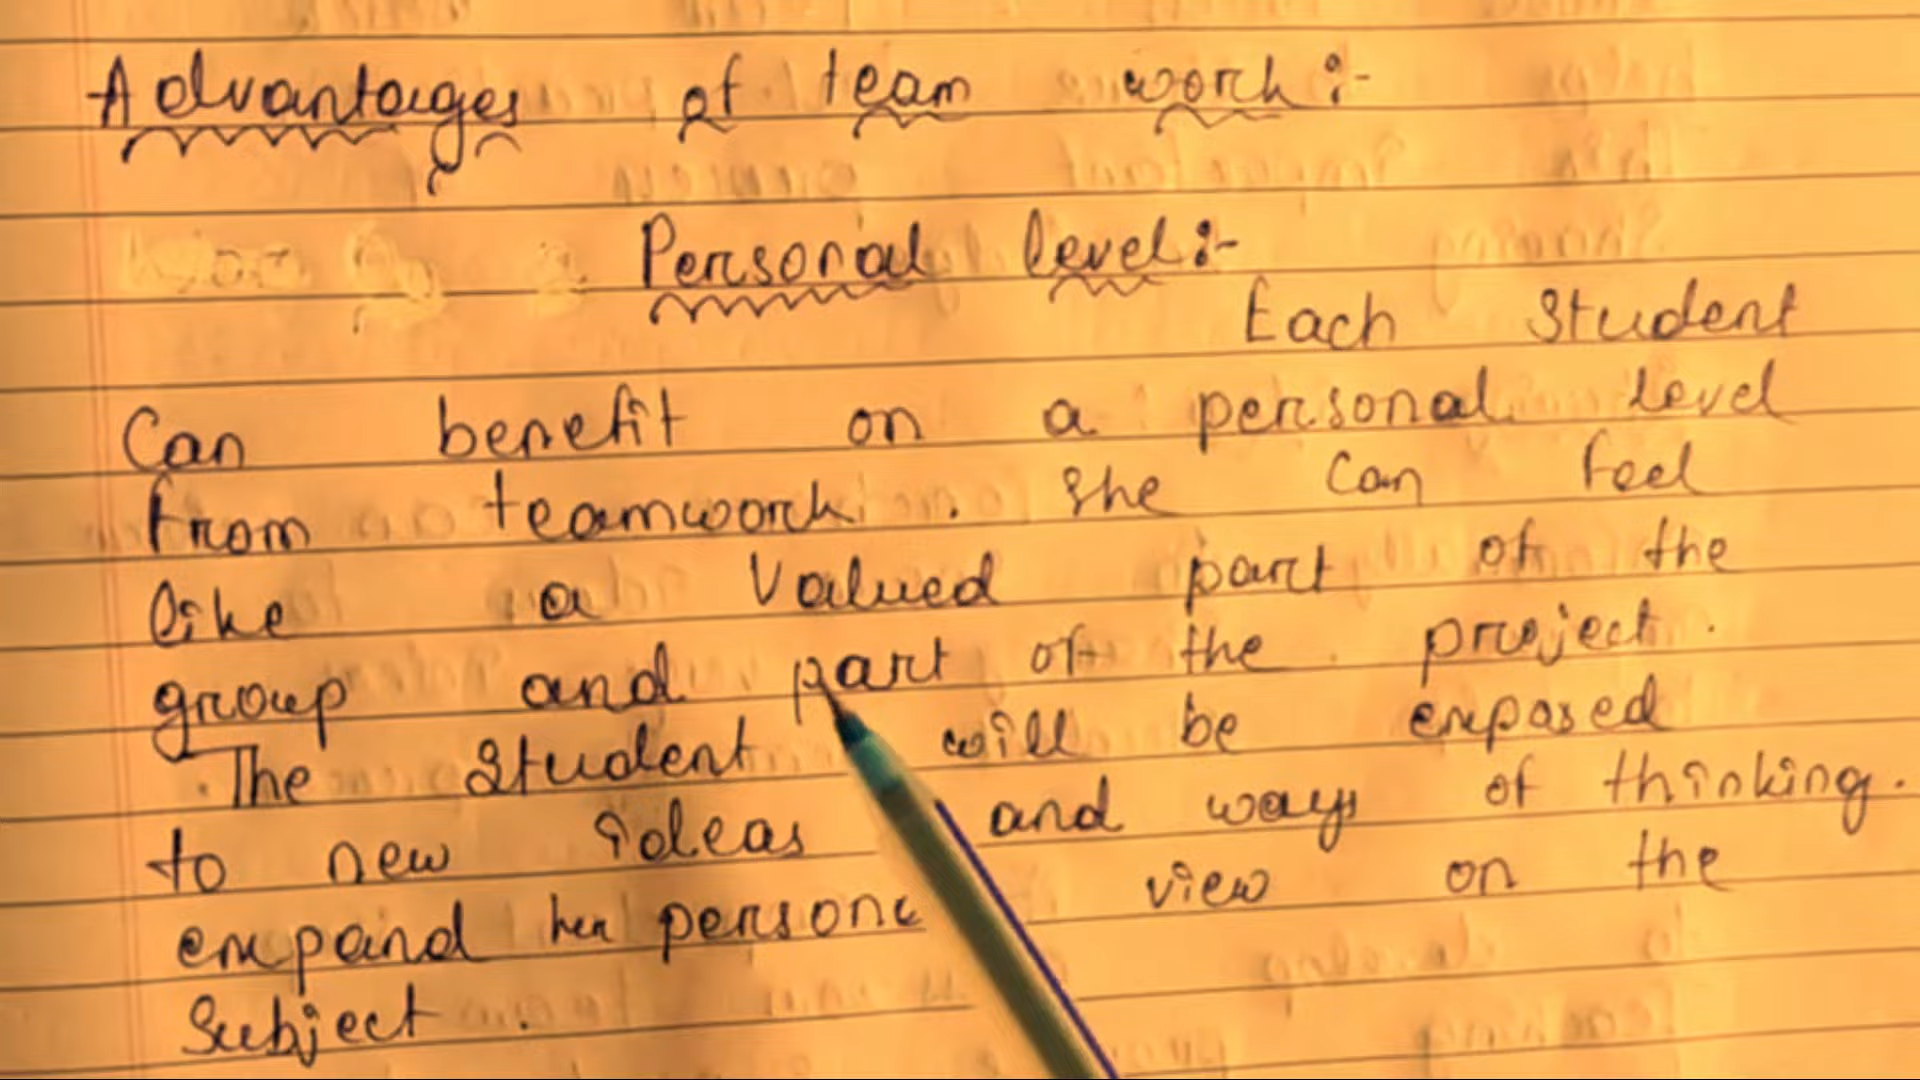 Advantages of team work :-
Personal level :-
Each Student
Can benefit on a personal level
from teamwork. She can feel
like a valued part of the
group and part of the project.
The Student will be exposed
to new ideas and ways of thinking.
expand her view on the
Subject.